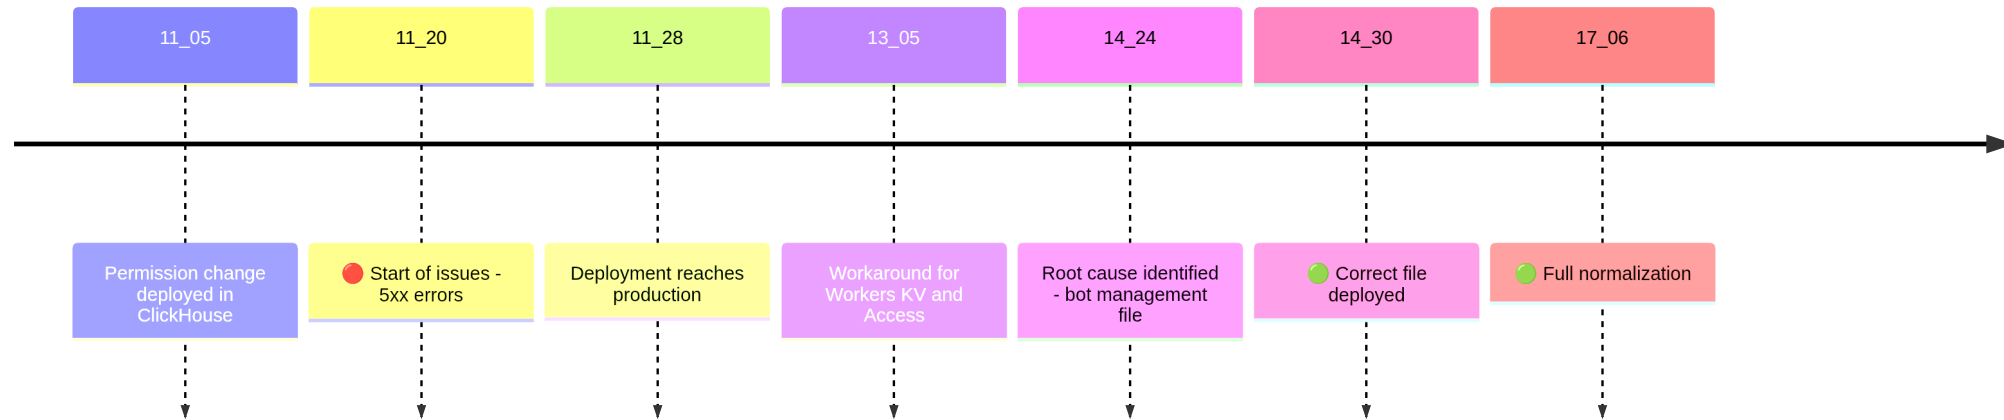 11_05
11_20
11_28
13_05
14_24
14_30
17_06
Permission change
deployed in
ClickHouse
🔴 Start of issues -
5xx errors
Deployment reaches
production
Workaround for
Workers KV and
Access
Root cause identified
- bot management
file
🟢 Correct file
deployed
🟢 Full normalization